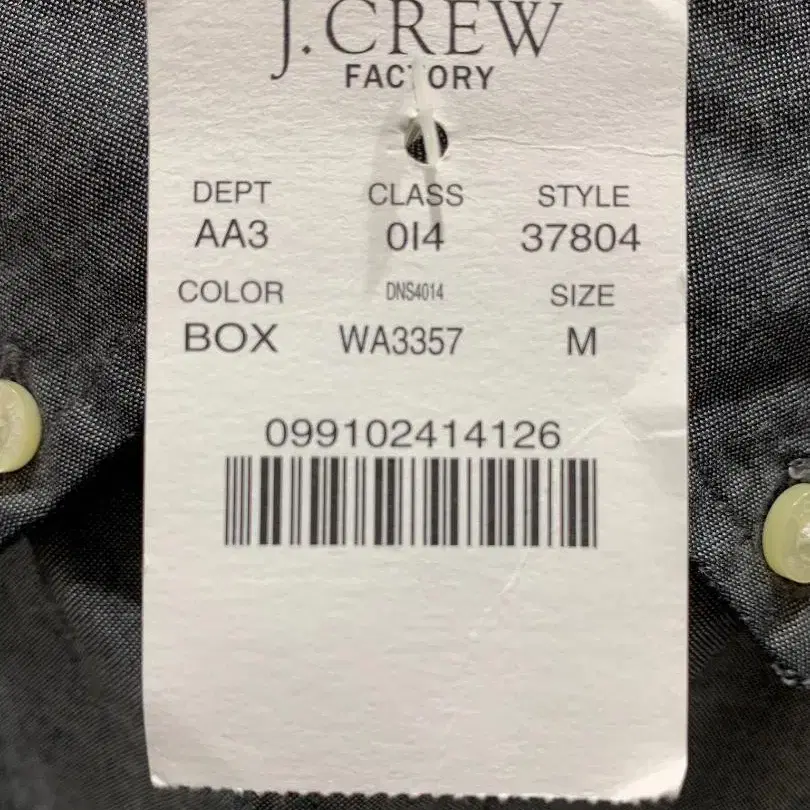 J.CREW
FACTORY
DEPT CLASS STYLE
AA3 014 37804
COLOR DNS4014 SIZE
BOX WA3357 M
099102414126